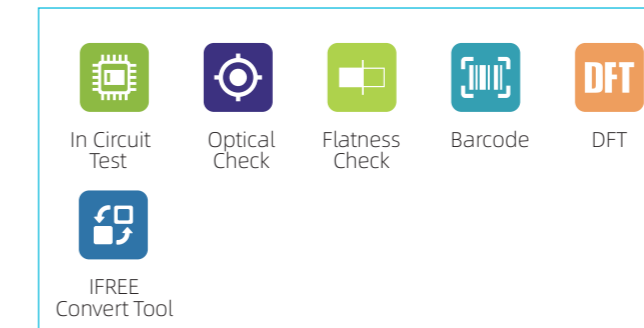 DFT
In Circuit
Test
Optical
Check
Flatness
Check
Barcode
DFT
IFREE
Convert Tool